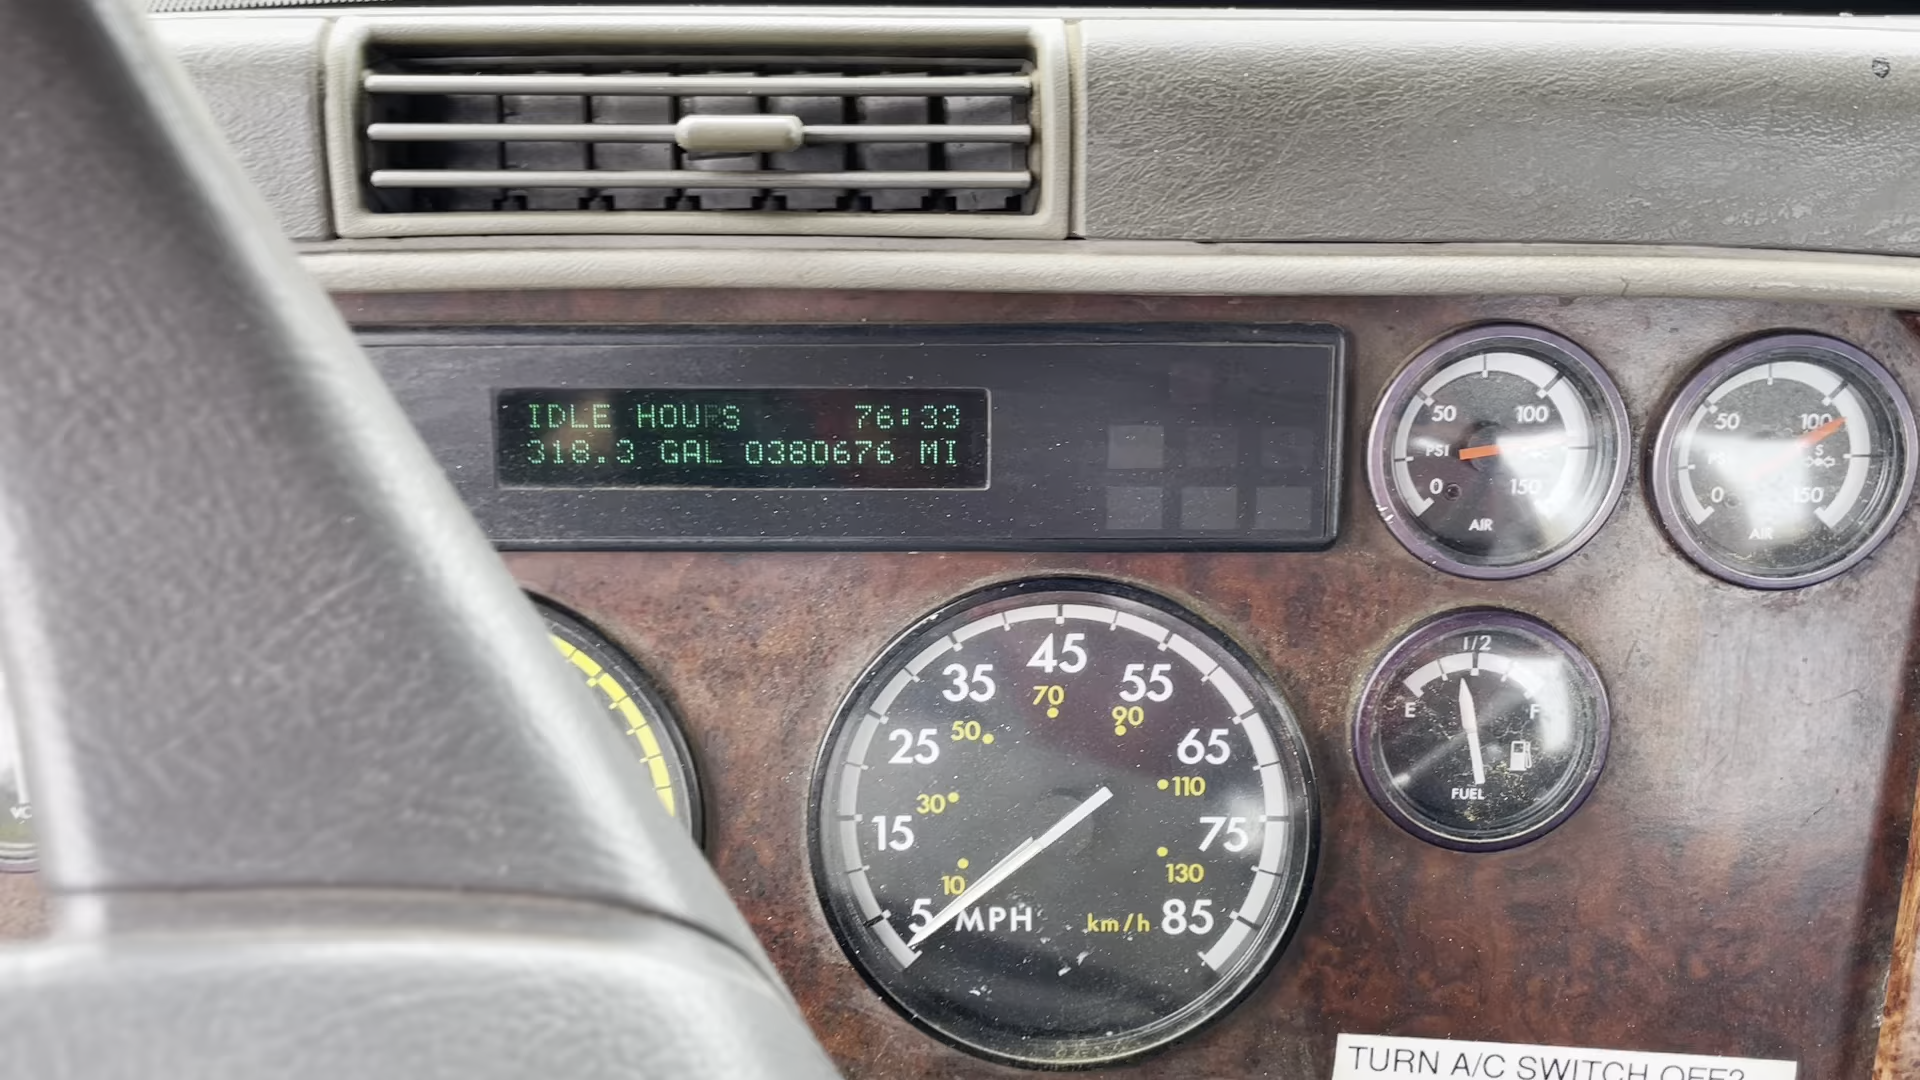 IDLE HOURS 76:33
318.3 GAL 0380676 MI
50 100
PSI
0 150
AIR
50 100
0 150
AIR
1/2
E F
FUEL
45
35 55
70
50 90
25 65
110
30
15 75
130
10
5 MPH km/h 85
TURN A/C SWITCH OFF?